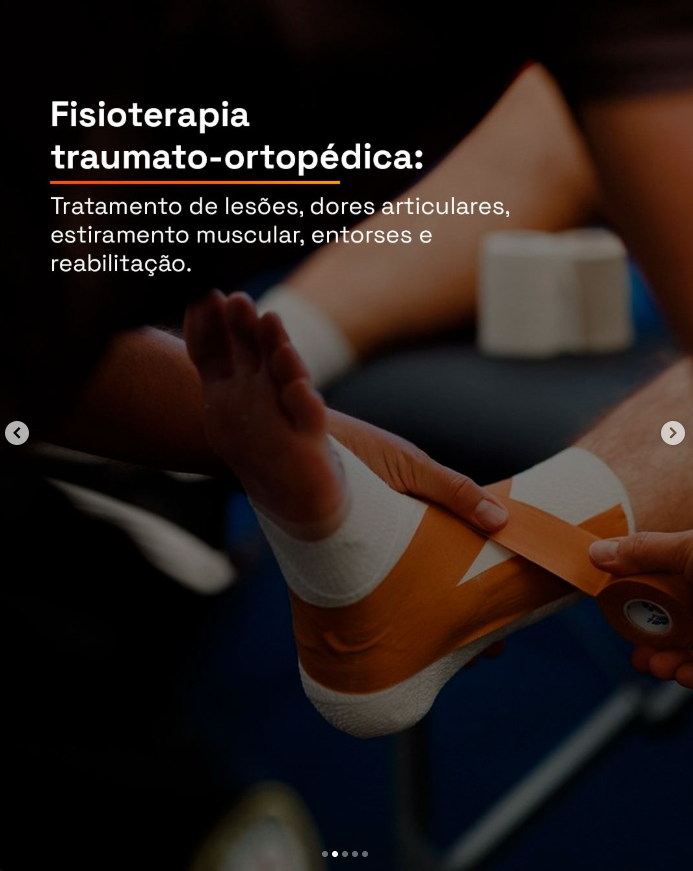 Fisioterapia
traumato-ortopédica:
Tratamento de lesões, dores articulares,
estiramento muscular, entorses e
reabilitação.